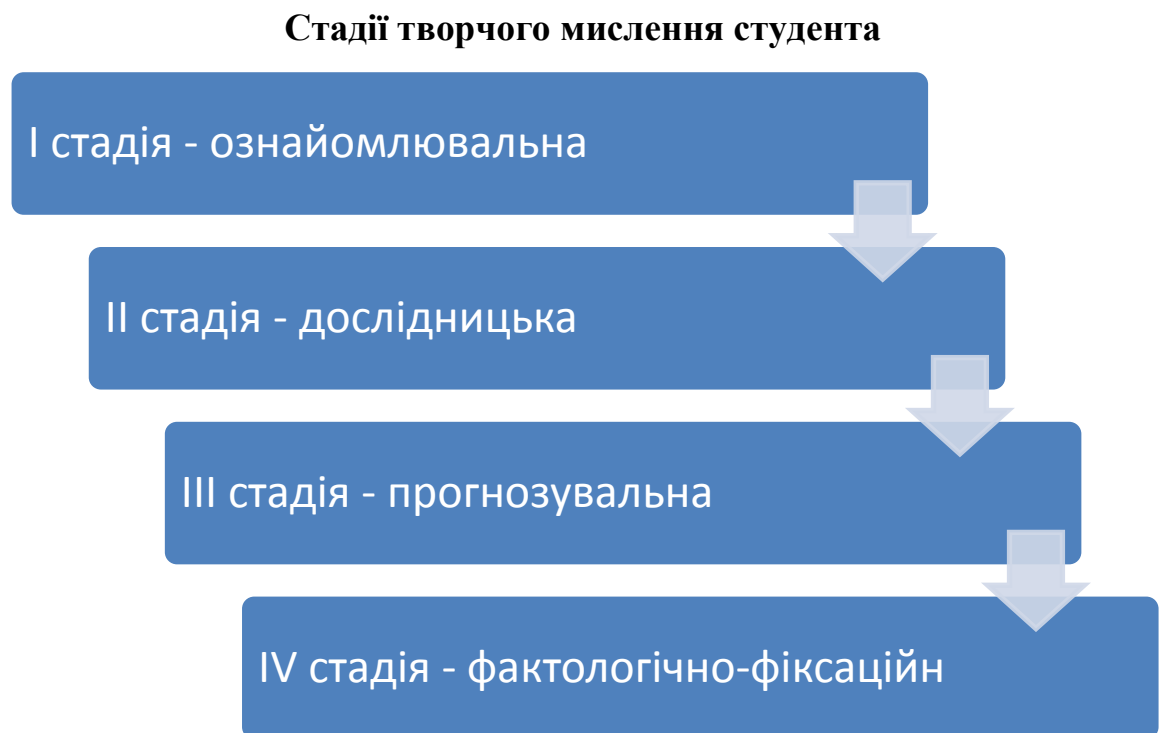 Стадії творчого мислення студента
I стадія - ознайомлювальна
II стадія - дослідницька
III стадія - прогнозувальна
IV стадія - фактологічно-фіксаційн